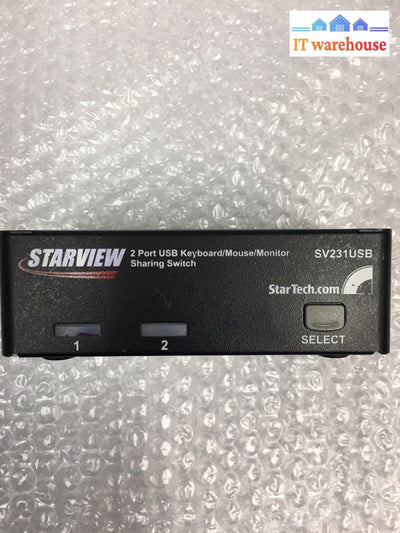 IT warehouse
STARVIEW
2 Port USB Keyboard/Mouse/Monitor
Sharing Switch
SV231USB
StarTech.com
1
2
SELECT